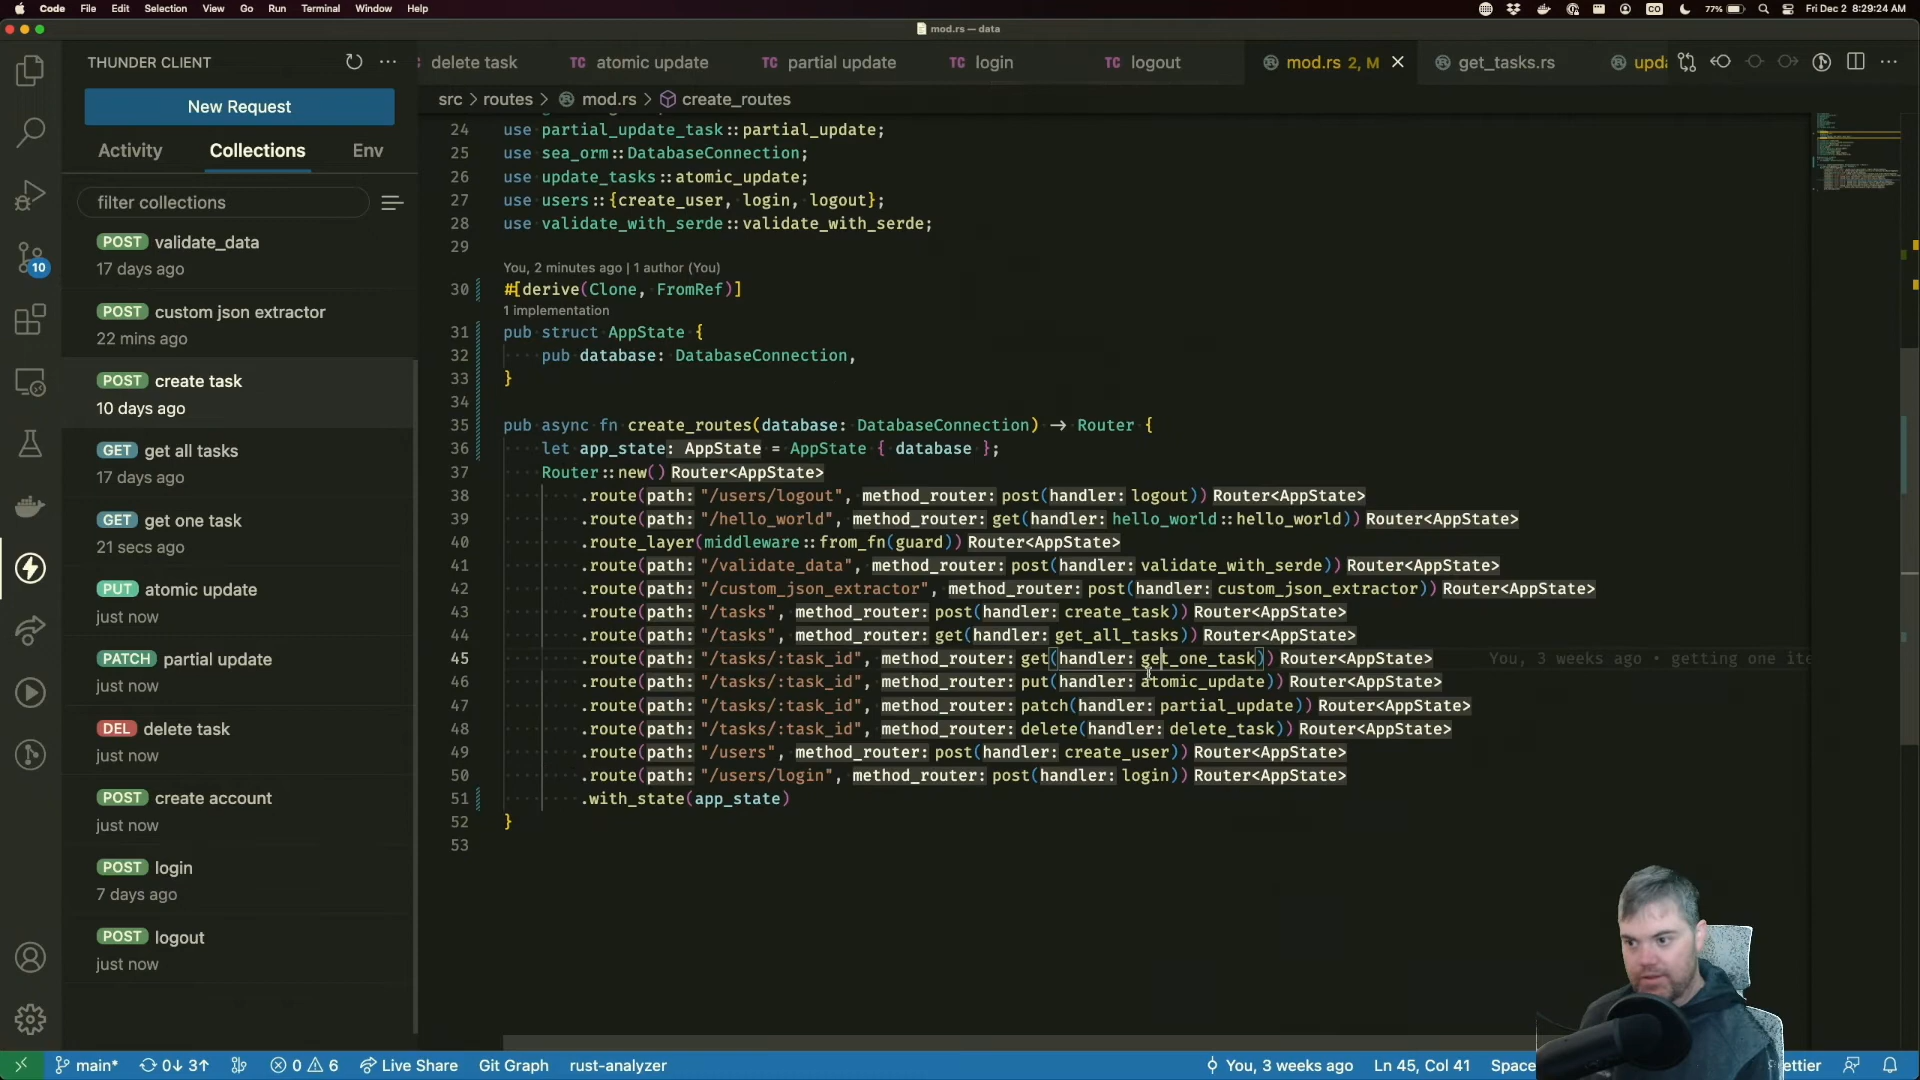 Code File Edit Selection View Go Run Terminal Window Help
CO 77% Fri Dec 2 8:29:24 AM
mod.rs — data
THUNDER CLIENT
New Request
Activity Collections Env
filter collections
POST validate_data
17 days ago
POST custom json extractor
22 mins ago
POST create task
10 days ago
GET get all tasks
17 days ago
GET get one task
21 secs ago
PUT atomic update
just now
PATCH partial update
just now
DEL delete task
just now
POST create account
just now
POST login
7 days ago
POST logout
just now
10
delete task TC atomic update TC partial update TC login TC logout mod.rs 2, M get_tasks.rs upda
src > routes > mod.rs > create_routes
24 use partial_update_task::partial_update;
25 use sea_orm::DatabaseConnection;
26 use update_tasks::atomic_update;
27 use users::{create_user, login, logout};
28 use validate_with_serde::validate_with_serde;
29
You, 2 minutes ago | 1 author (You)
30 #[derive(Clone, FromRef)]
1 implementation
31 pub struct AppState {
32 pub database: DatabaseConnection,
33 }
34
35 pub async fn create_routes(database: DatabaseConnection) → Router {
36 let app_state: AppState = AppState { database };
37 Router::new() Router<AppState>
38 .route(path: "/users/logout", method_router: post(handler: logout)) Router<AppState>
39 .route(path: "/hello_world", method_router: get(handler: hello_world::hello_world)) Router<AppState>
40 .route_layer(middleware::from_fn(guard)) Router<AppState>
41 .route(path: "/validate_data", method_router: post(handler: validate_with_serde)) Router<AppState>
42 .route(path: "/custom_json_extractor", method_router: post(handler: custom_json_extractor)) Router<AppState>
43 .route(path: "/tasks", method_router: post(handler: create_task)) Router<AppState>
44 .route(path: "/tasks", method_router: get(handler: get_all_tasks)) Router<AppState>
45 .route(path: "/tasks/:task_id", method_router: get(handler: get_one_task)) Router<AppState> You, 3 weeks ago • getting one ite
46 .route(path: "/tasks/:task_id", method_router: put(handler: atomic_update)) Router<AppState>
47 .route(path: "/tasks/:task_id", method_router: patch(handler: partial_update)) Router<AppState>
48 .route(path: "/tasks/:task_id", method_router: delete(handler: delete_task)) Router<AppState>
49 .route(path: "/users", method_router: post(handler: create_user)) Router<AppState>
50 .route(path: "/users/login", method_router: post(handler: login)) Router<AppState>
51 .with_state(app_state)
52 }
53
main* 0↓ 3↑ 0 6 Live Share Git Graph rust-analyzer You, 3 weeks ago Ln 45, Col 41 Space ettier